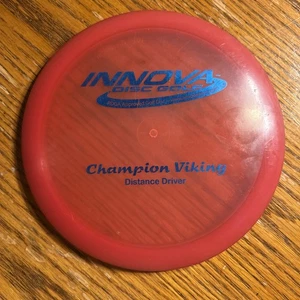 INNOVA
DISC GOLF
Champion Viking
Distance Driver